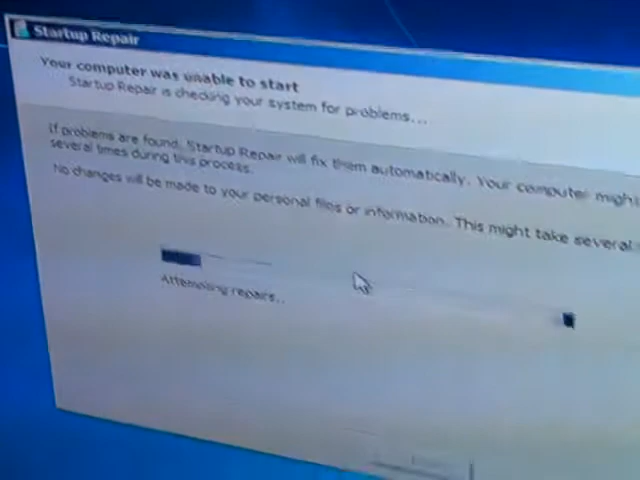 Startup Repair
Your computer was unable to start
Startup Repair is checking your system for problems...
If problems are found, Startup Repair will fix them automatically. Your computer might
several times during this process.
No changes will be made to your personal files or information. This might take several
Attempting repairs...